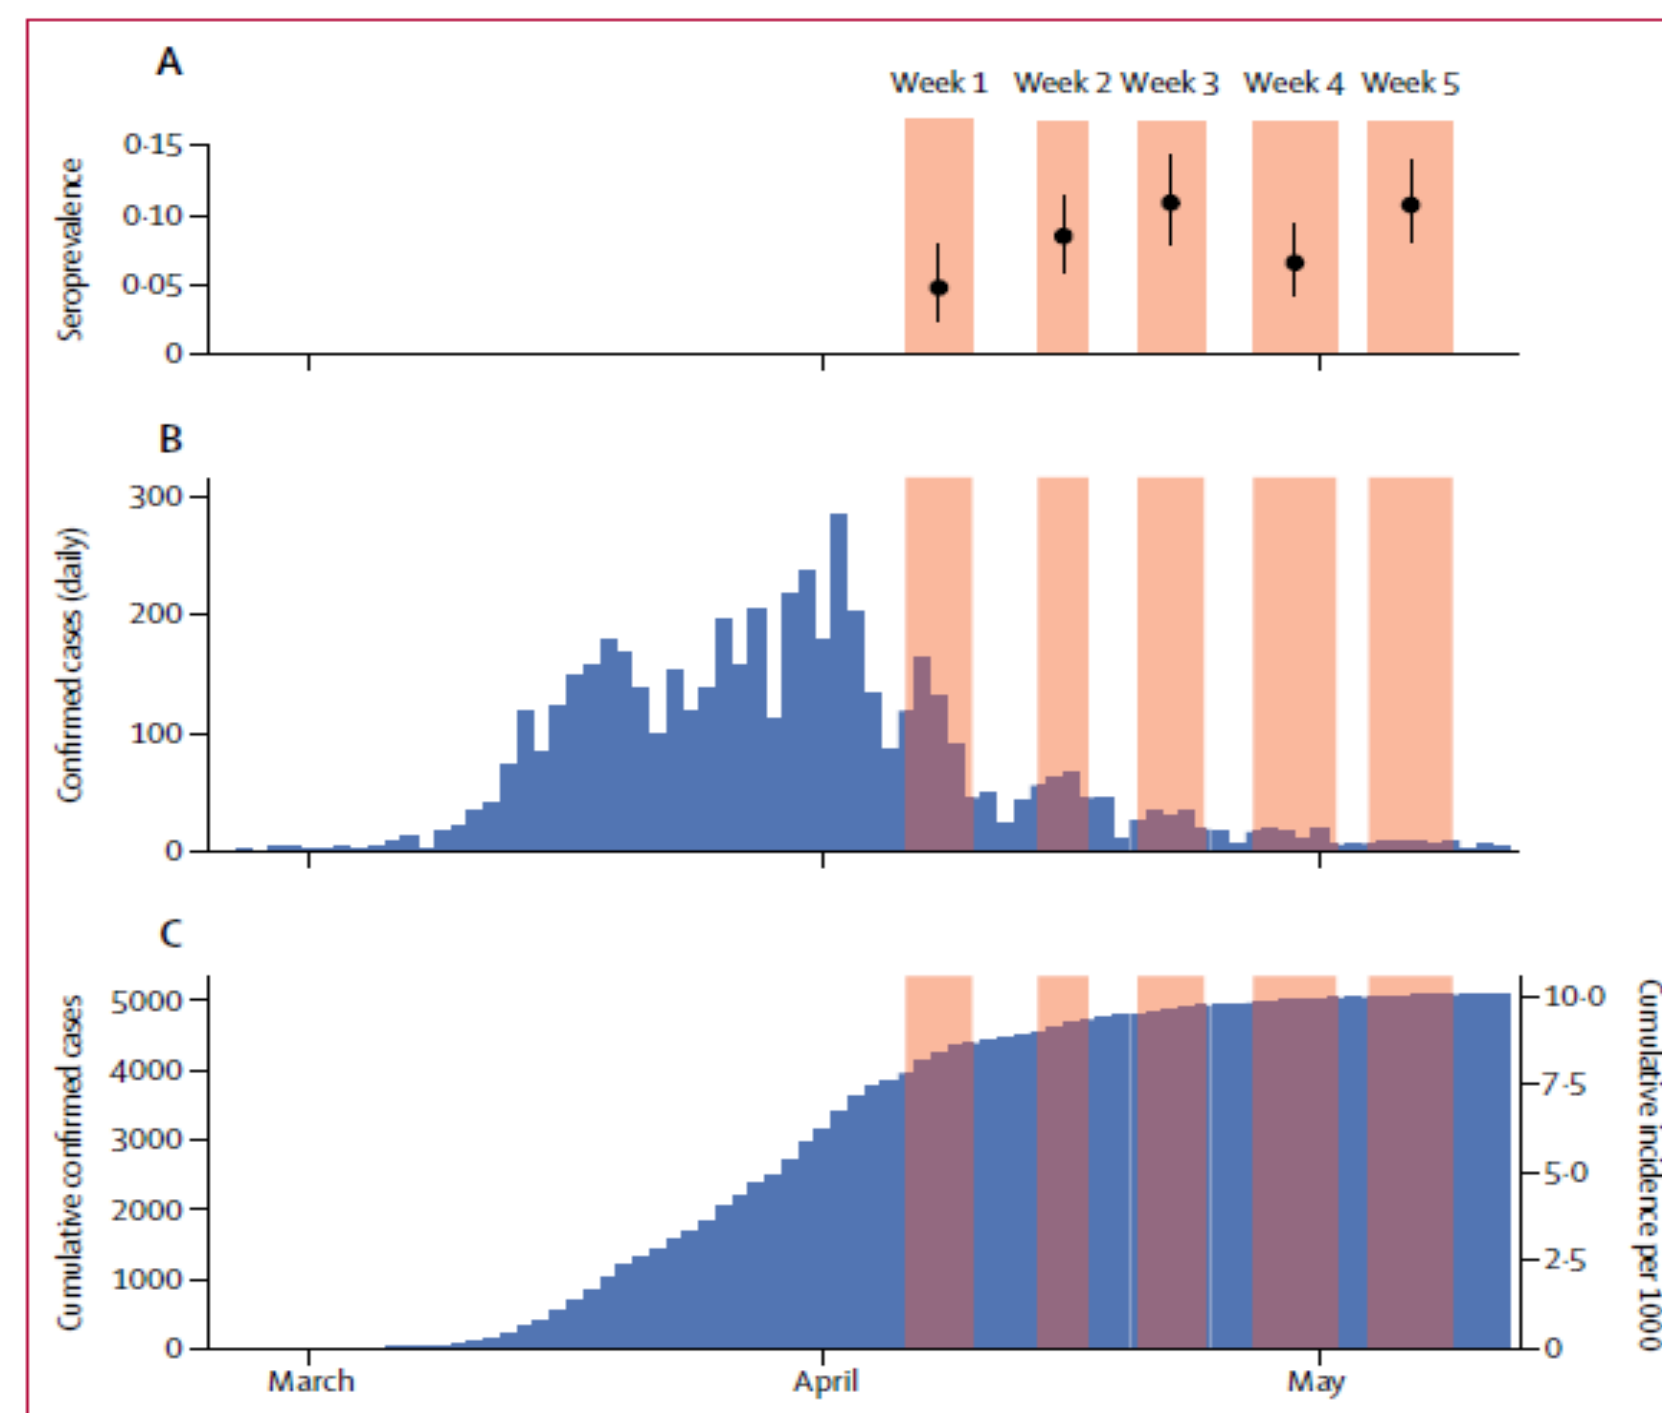 A
Week 1 Week 2 Week 3 Week 4 Week 5
Seroprevalence
0·15
0·10
0·05
0
B
Confirmed cases (daily)
300
200
100
0
C
Cumulative confirmed cases
5000
4000
3000
2000
1000
0
10·0
7·5
5·0
2·5
0
Cumulative incidence per 1000
March April May